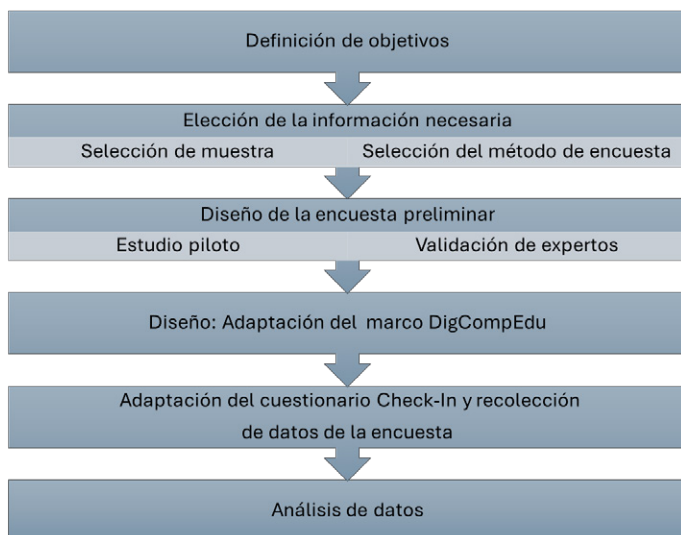 Definición de objetivos
Elección de la información necesaria
Selección de muestra
Selección del método de encuesta
Diseño de la encuesta preliminar
Estudio piloto
Validación de expertos
Diseño: Adaptación del marco DigCompEdu
Adaptación del cuestionario Check-In y recolección
de datos de la encuesta
Análisis de datos